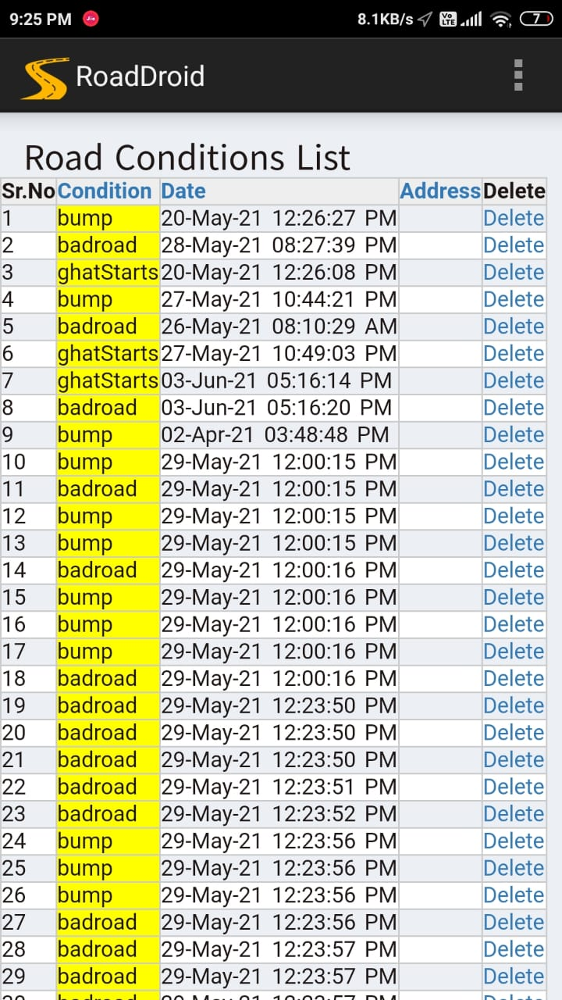 9:25 PM Jio 8.1KB/s Vo LTE 7
RoadDroid
Road Conditions List
Sr.No Condition Date Address Delete
1 bump 20-May-21 12:26:27 PM Delete
2 badroad 28-May-21 08:27:39 PM Delete
3 ghatStarts 20-May-21 12:26:08 PM Delete
4 bump 27-May-21 10:44:21 PM Delete
5 badroad 26-May-21 08:10:29 AM Delete
6 ghatStarts 27-May-21 10:49:03 PM Delete
7 ghatStarts 03-Jun-21 05:16:14 PM Delete
8 badroad 03-Jun-21 05:16:20 PM Delete
9 bump 02-Apr-21 03:48:48 PM Delete
10 bump 29-May-21 12:00:15 PM Delete
11 badroad 29-May-21 12:00:15 PM Delete
12 bump 29-May-21 12:00:15 PM Delete
13 bump 29-May-21 12:00:15 PM Delete
14 badroad 29-May-21 12:00:16 PM Delete
15 bump 29-May-21 12:00:16 PM Delete
16 bump 29-May-21 12:00:16 PM Delete
17 bump 29-May-21 12:00:16 PM Delete
18 badroad 29-May-21 12:00:16 PM Delete
19 badroad 29-May-21 12:23:50 PM Delete
20 badroad 29-May-21 12:23:50 PM Delete
21 badroad 29-May-21 12:23:50 PM Delete
22 badroad 29-May-21 12:23:51 PM Delete
23 badroad 29-May-21 12:23:52 PM Delete
24 bump 29-May-21 12:23:56 PM Delete
25 bump 29-May-21 12:23:56 PM Delete
26 bump 29-May-21 12:23:56 PM Delete
27 badroad 29-May-21 12:23:56 PM Delete
28 badroad 29-May-21 12:23:57 PM Delete
29 badroad 29-May-21 12:23:57 PM Delete